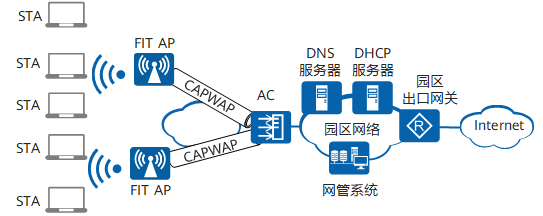 STA
STA
STA
STA
STA
FIT AP
CAPWAP
FIT AP
CAPWAP
AC
DNS
服务器
DHCP
服务器
园区
出口网关
园区网络
R
Internet
网管系统